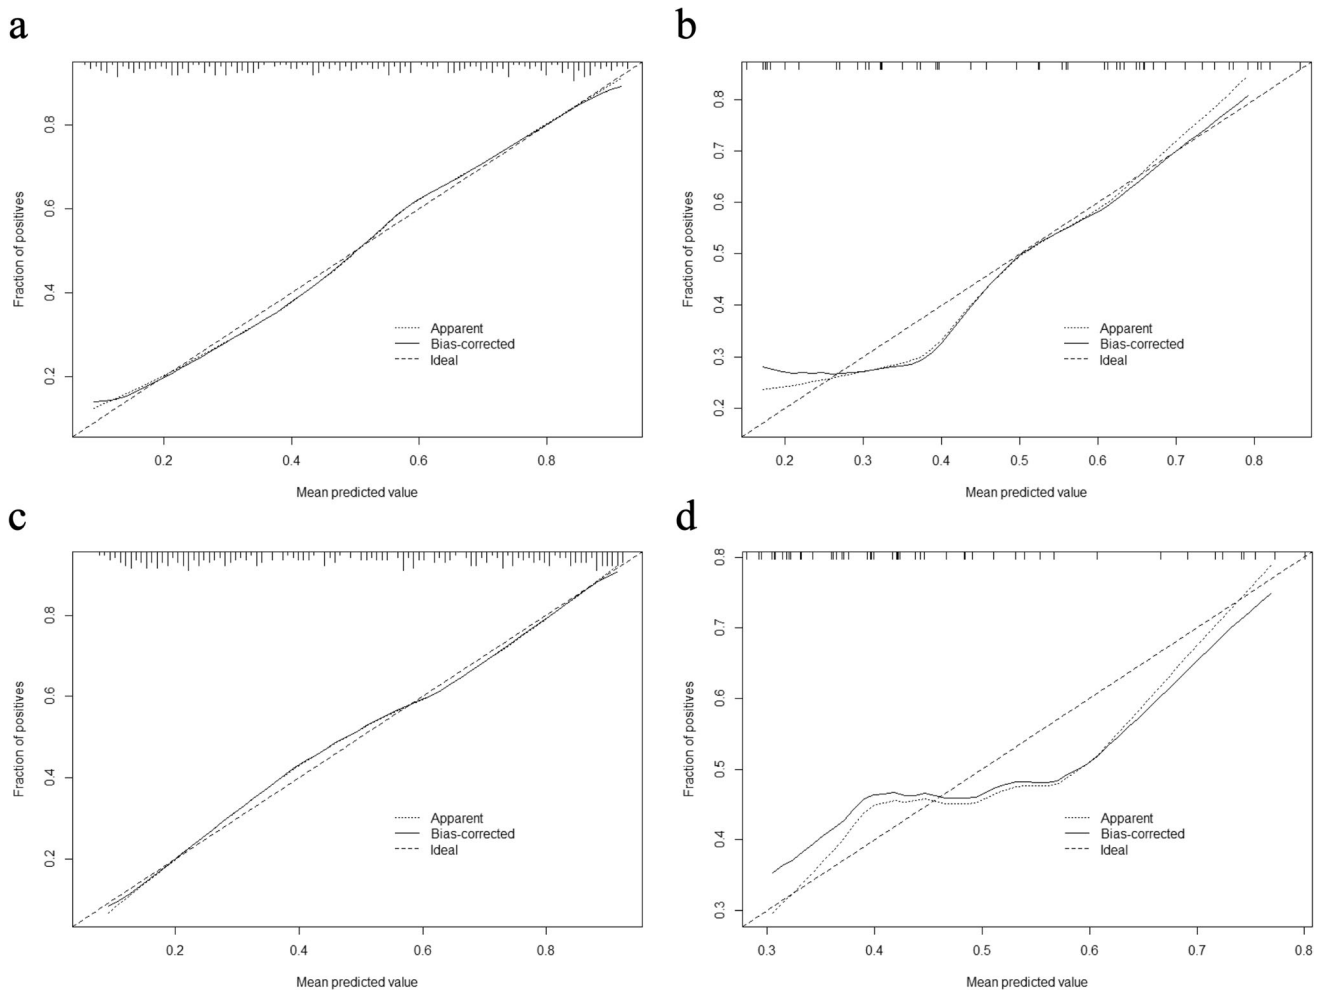 a
b
0.8
0.6
0.4
0.2
Fraction of positives
Apparent
Bias-corrected
Ideal
0.2 0.4 0.6 0.8
Mean predicted value
0.8
0.7
0.6
0.5
0.4
0.3
0.2
Fraction of positives
Apparent
Bias-corrected
Ideal
0.2 0.3 0.4 0.5 0.6 0.7 0.8
Mean predicted value
c
d
0.8
0.6
0.4
0.2
Fraction of positives
Apparent
Bias-corrected
Ideal
0.2 0.4 0.6 0.8
Mean predicted value
0.8
0.7
0.6
0.5
0.4
0.3
Fraction of positives
Apparent
Bias-corrected
Ideal
0.3 0.4 0.5 0.6 0.7 0.8
Mean predicted value